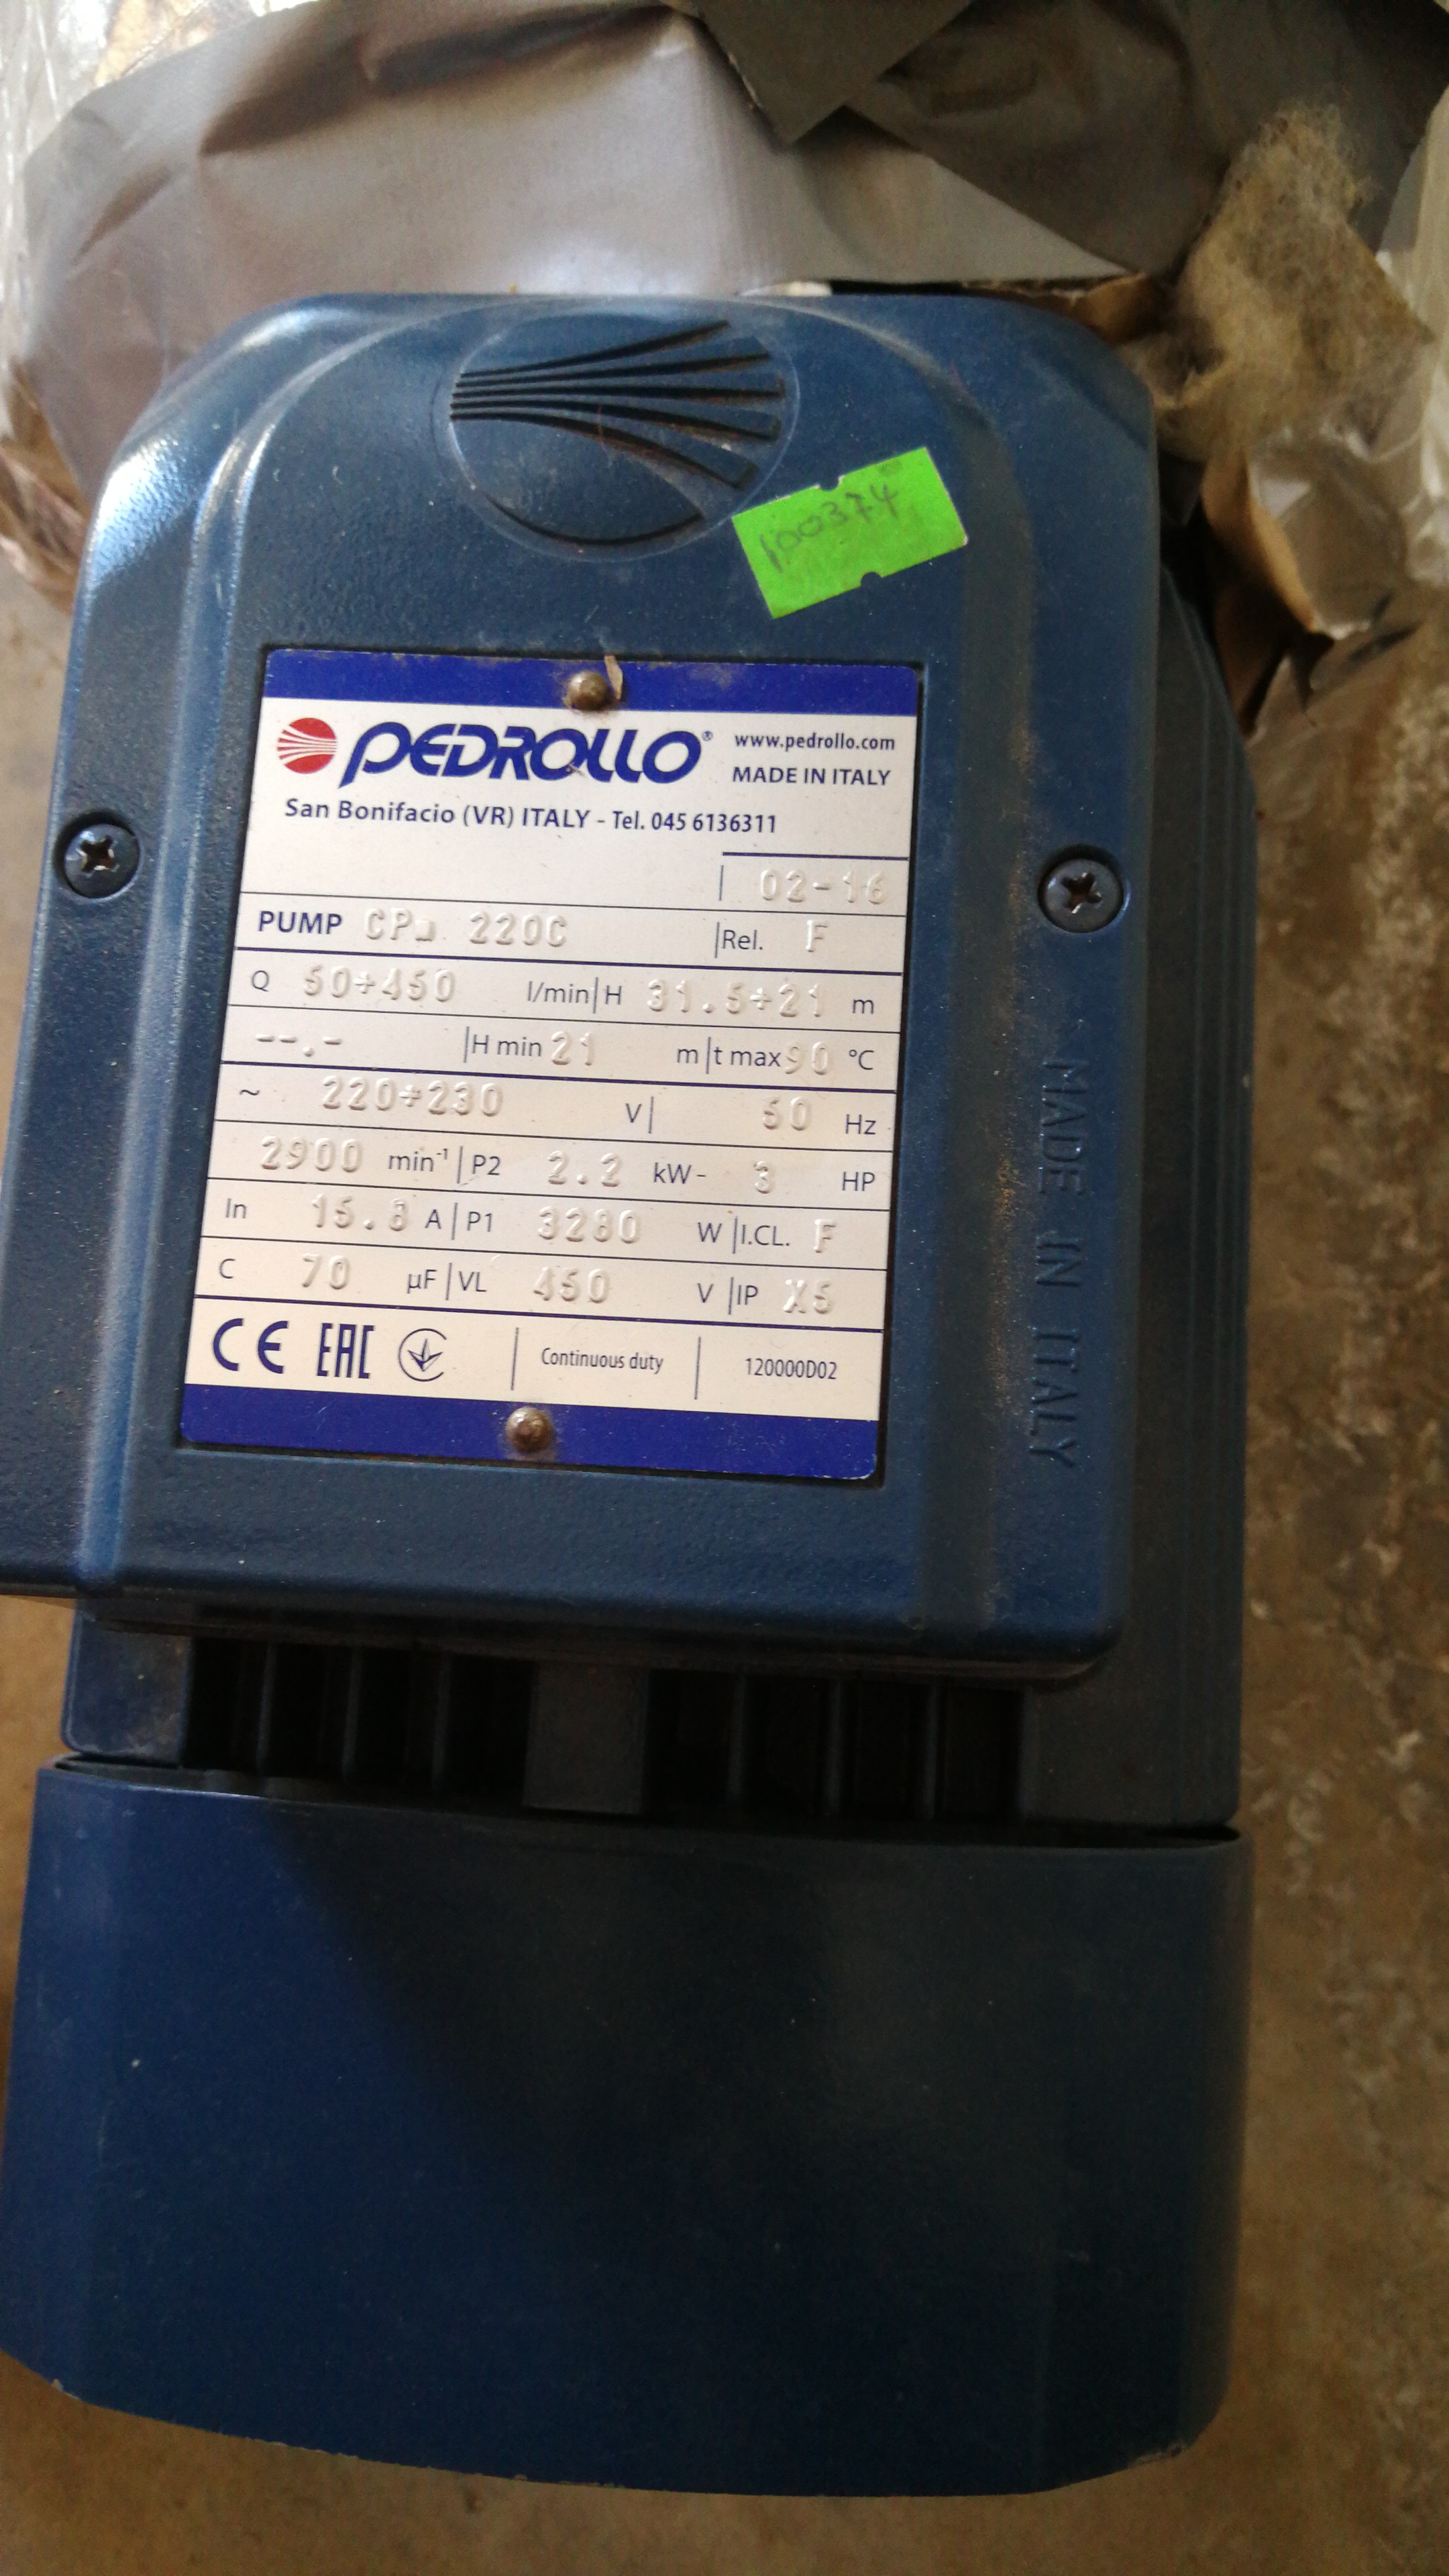 100374
PEDROLLO® www.pedrollo.com
MADE IN ITALY
San Bonifacio (VR) ITALY - Tel. 045 6136311
02-16
PUMP CPm 220C Rel. F
Q 50÷450 l/min H 31.5÷21 m
--.- H min 21 m t max 90 °C
~ 220÷230 V 50 Hz
2900 min⁻¹ P2 2.2 kW - 3 HP
In 15.8 A P1 3280 W I.CL. F
C 70 µF VL 450 V IP X5
CE EAC Continuous duty 120000D02
MADE IN ITALY